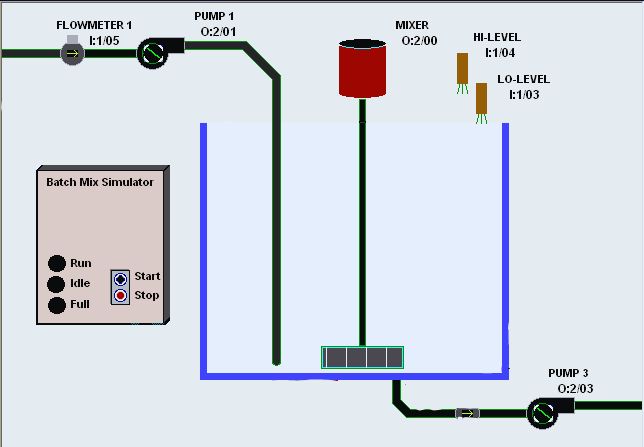 FLOWMETER 1
I:1/05
PUMP 1
O:2/01
MIXER
O:2/00
HI-LEVEL
I:1/04
LO-LEVEL
I:1/03
Batch Mix Simulator
Run
Idle
Full
Start
Stop
PUMP 3
O:2/03